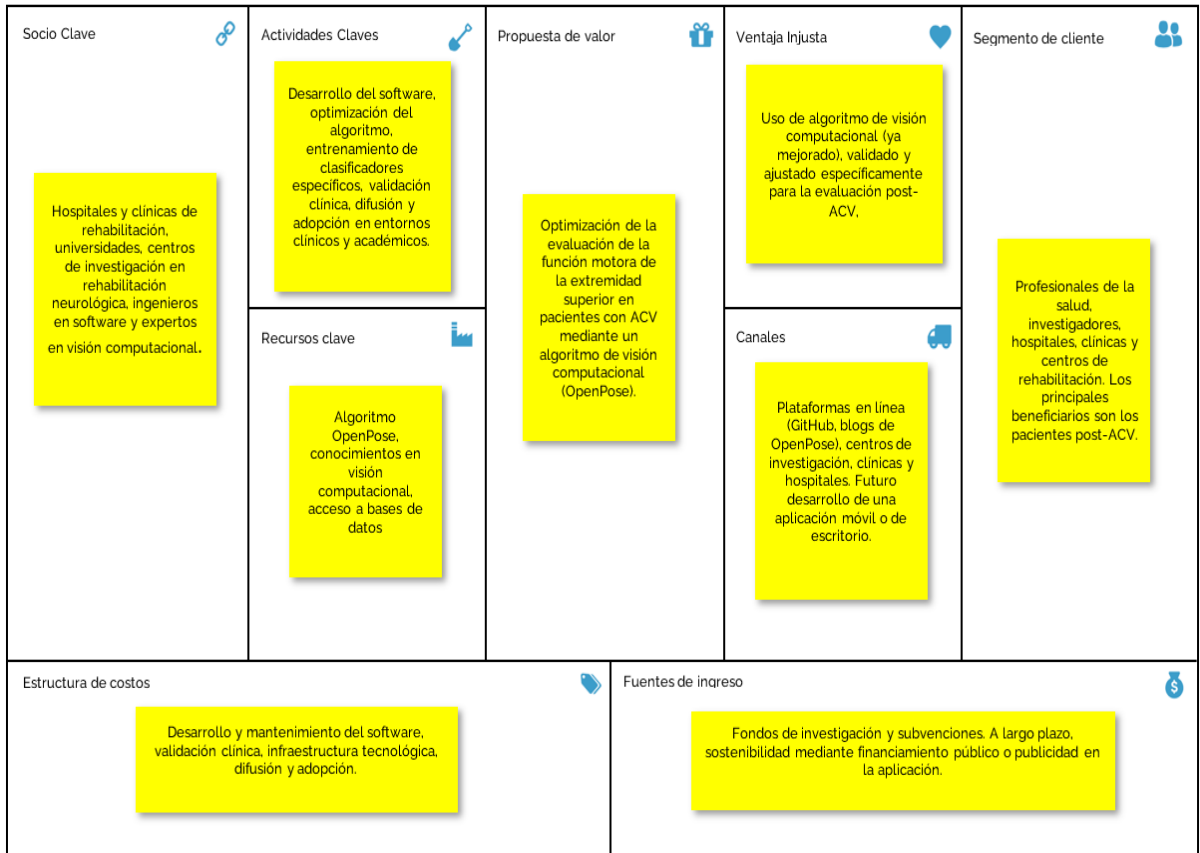 Socio Clave
Hospitales y clínicas de
rehabilitación,
universidades, centros
de investigación en
rehabilitación
neurológica, ingenieros
en software y expertos
en visión computacional.
Actividades Claves
Desarrollo del software,
optimización del
algoritmo,
entrenamiento de
clasificadores
específicos, validación
clínica, difusión y
adopción en entornos
clínicos y académicos.
Recursos clave
Algoritmo
OpenPose,
conocimientos en
visión
computacional,
acceso a bases de
datos
Propuesta de valor
Optimización de la
evaluación de la
función motora de
la extremidad
superior en
pacientes con ACV
mediante un
algoritmo de visión
computacional
(OpenPose).
Ventaja Injusta
Uso de algoritmo de visión
computacional (ya
mejorado), validado y
ajustado específicamente
para la evaluación post-
ACV,
Canales
Plataformas en línea
(GitHub, blogs de
OpenPose), centros de
investigación, clínicas y
hospitales. Futuro
desarrollo de una
aplicación móvil o de
escritorio.
Segmento de cliente
Profesionales de la
salud,
investigadores,
hospitales, clínicas y
centros de
rehabilitación. Los
principales
beneficiarios son los
pacientes post-ACV.
Estructura de costos
Desarrollo y mantenimiento del software,
validación clínica, infraestructura tecnológica,
difusión y adopción.
Fuentes de ingreso
Fondos de investigación y subvenciones. A largo plazo,
sostenibilidad mediante financiamiento público o publicidad en
la aplicación.